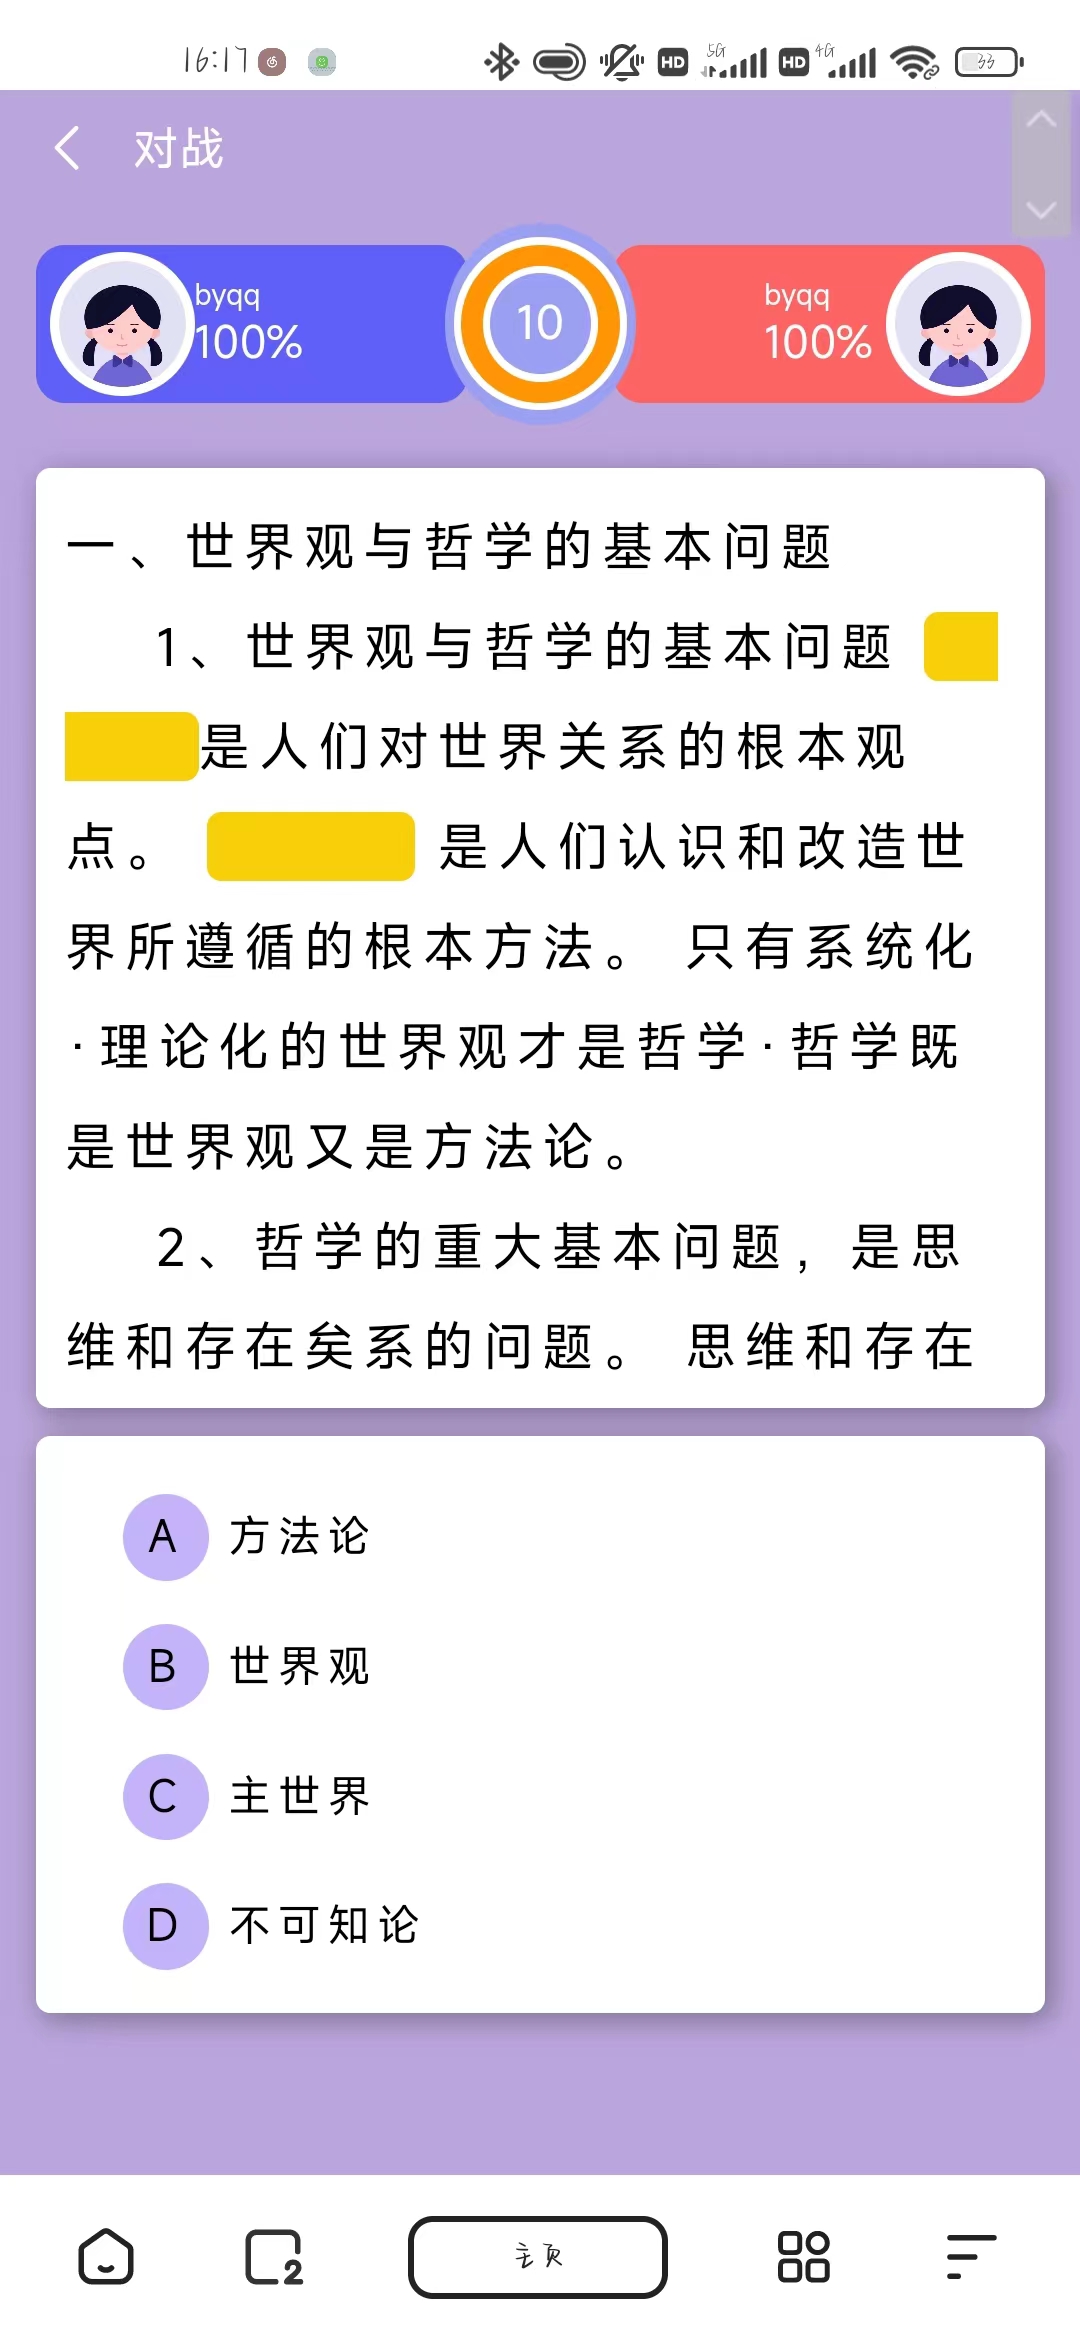 16:17
HD
5G
HD
4G
33
对战
byqq
100%
10
byqq
100%
一、世界观与哲学的基本问题
1、世界观与哲学的基本问题
是人们对世界关系的根本观
点。 是人们认识和改造世
界所遵循的根本方法。 只有系统化
·理论化的世界观才是哲学·哲学既
是世界观又是方法论。
2、哲学的重大基本问题, 是思
维和存在矣系的问题。 思维和存在
A 方法论
B 世界观
C 主世界
D 不可知论
2
主页